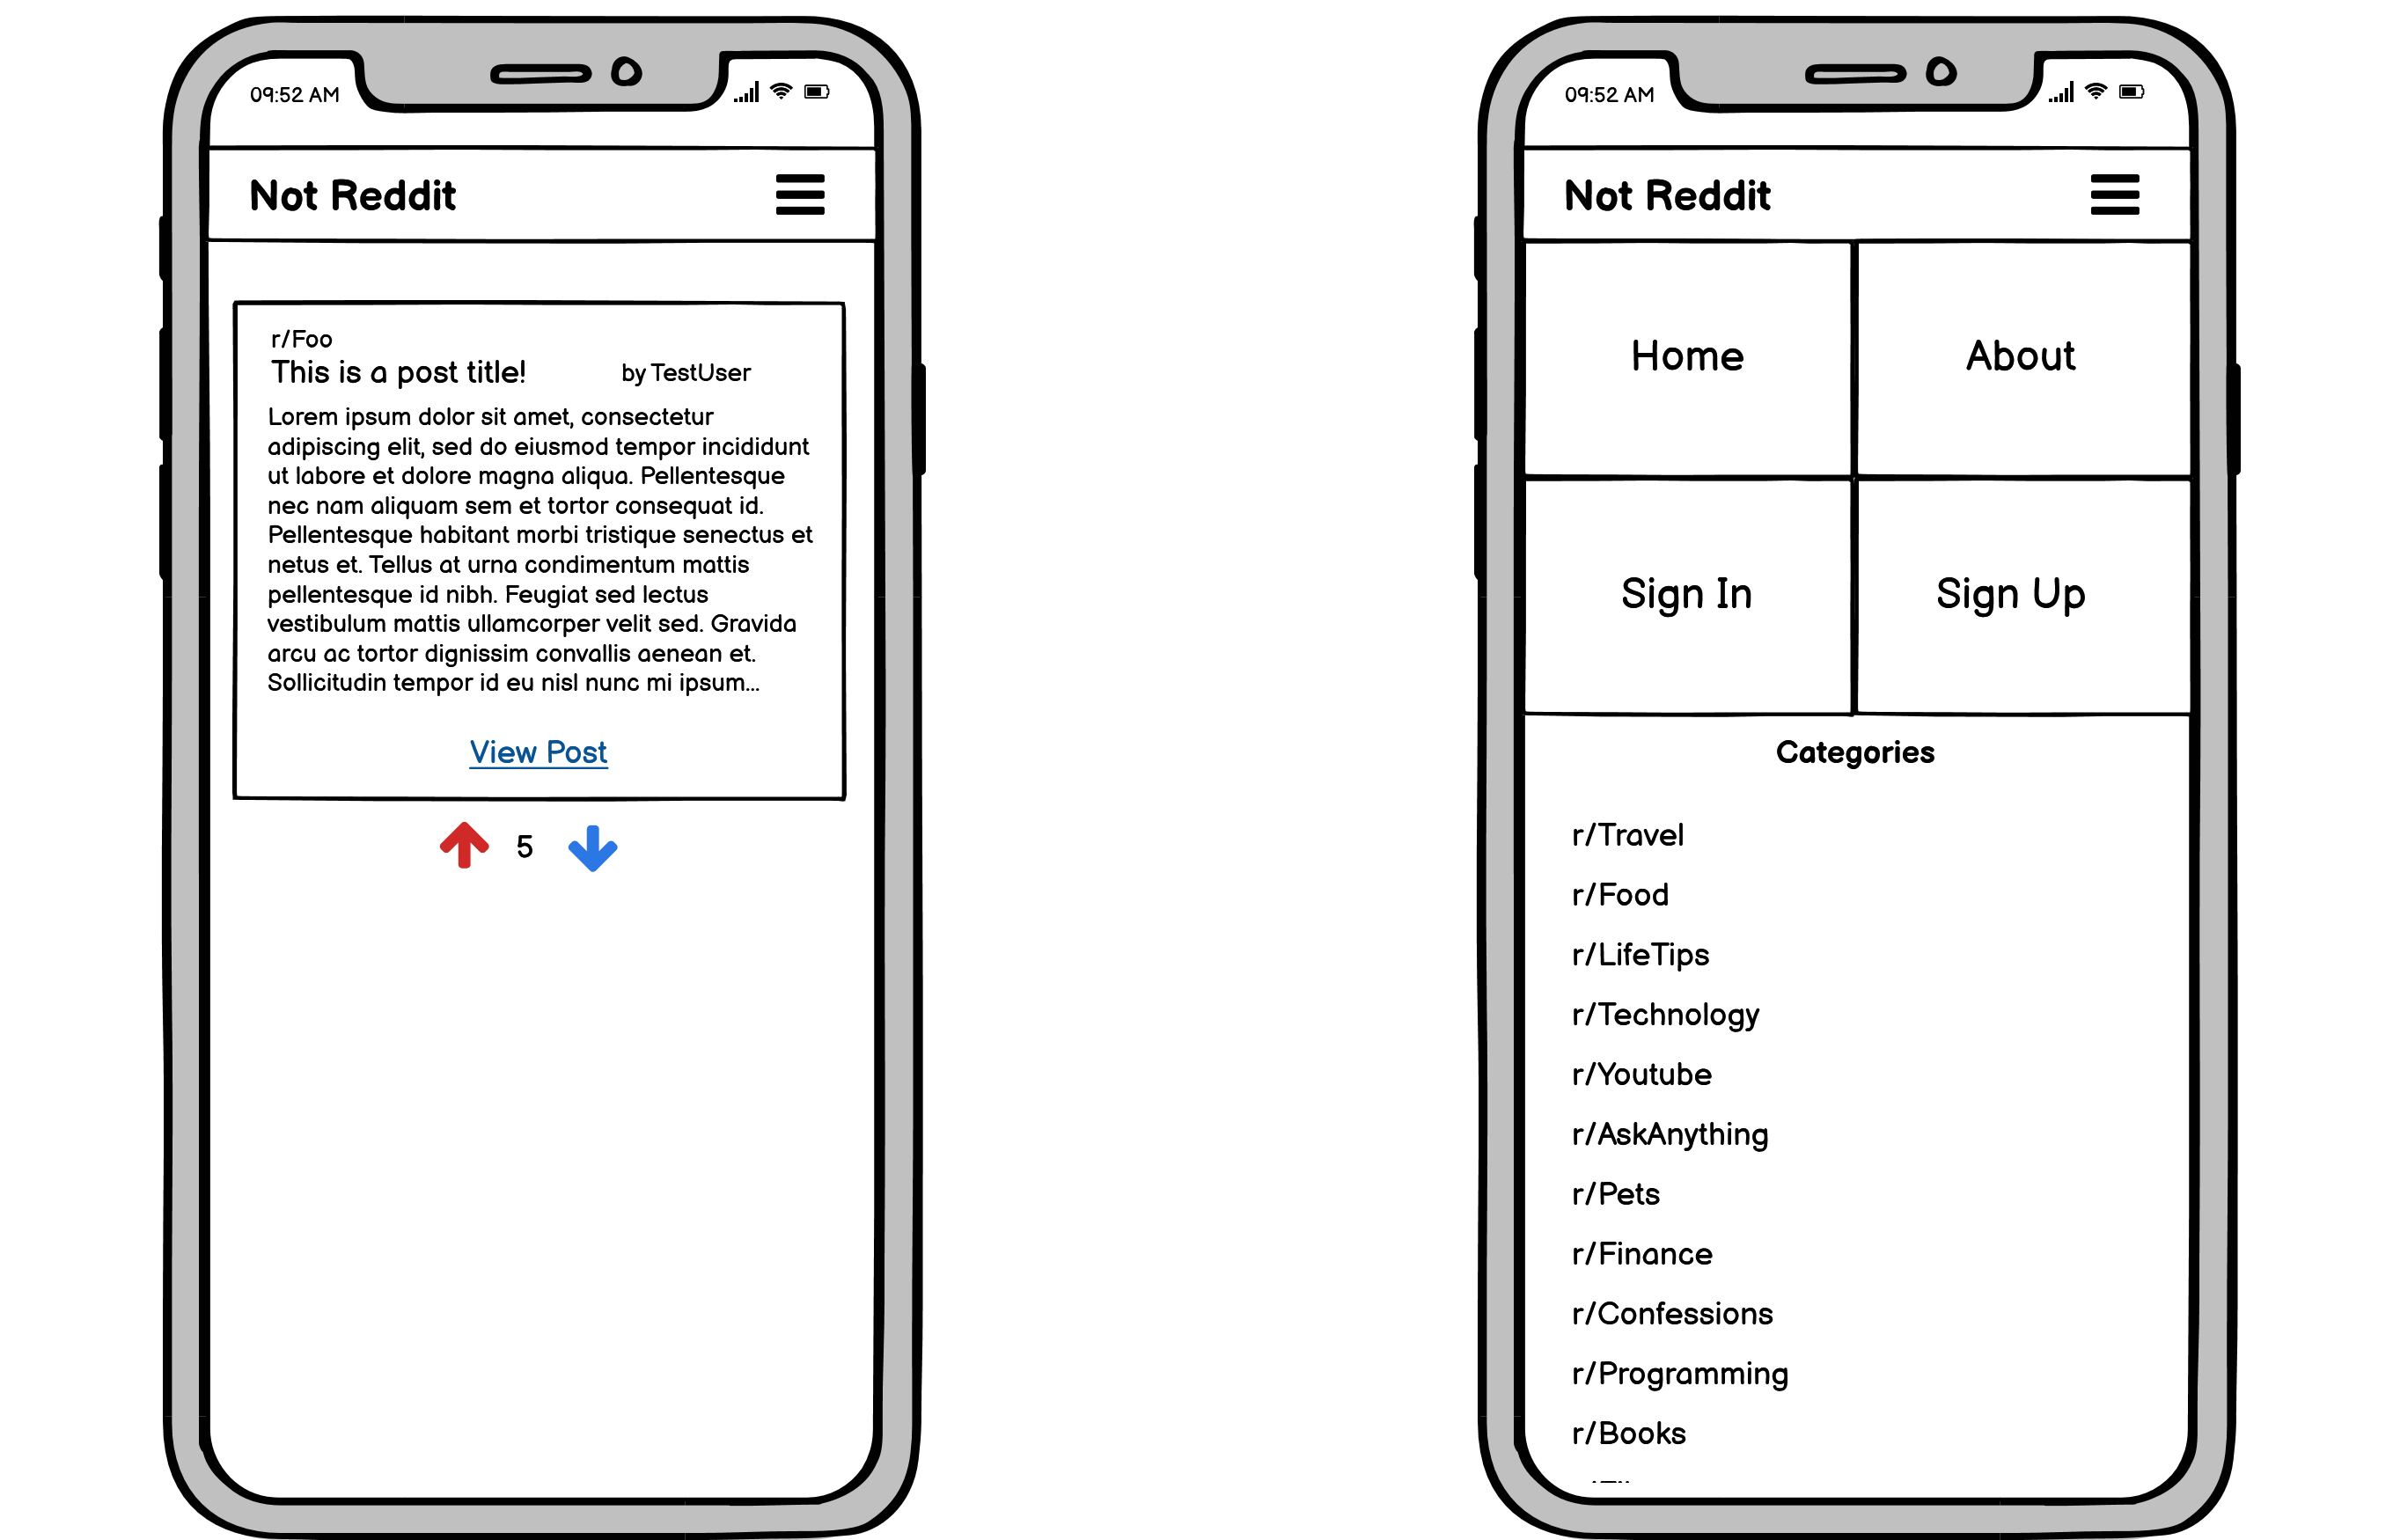 09:52 AM
Not Reddit
r/Foo
This is a post title! by TestUser
Lorem ipsum dolor sit amet, consectetur
adipiscing elit, sed do eiusmod tempor incididunt
ut labore et dolore magna aliqua. Pellentesque
nec nam aliquam sem et tortor consequat id.
Pellentesque habitant morbi tristique senectus et
netus et. Tellus at urna condimentum mattis
pellentesque id nibh. Feugiat sed lectus
vestibulum mattis ullamcorper velit sed. Gravida
arcu ac tortor dignissim convallis aenean et.
Sollicitudin tempor id eu nisl nunc mi ipsum...
View Post
5
09:52 AM
Not Reddit
Home About
Sign In Sign Up
Categories
r/Travel
r/Food
r/LifeTips
r/Technology
r/Youtube
r/AskAnything
r/Pets
r/Finance
r/Confessions
r/Programming
r/Books